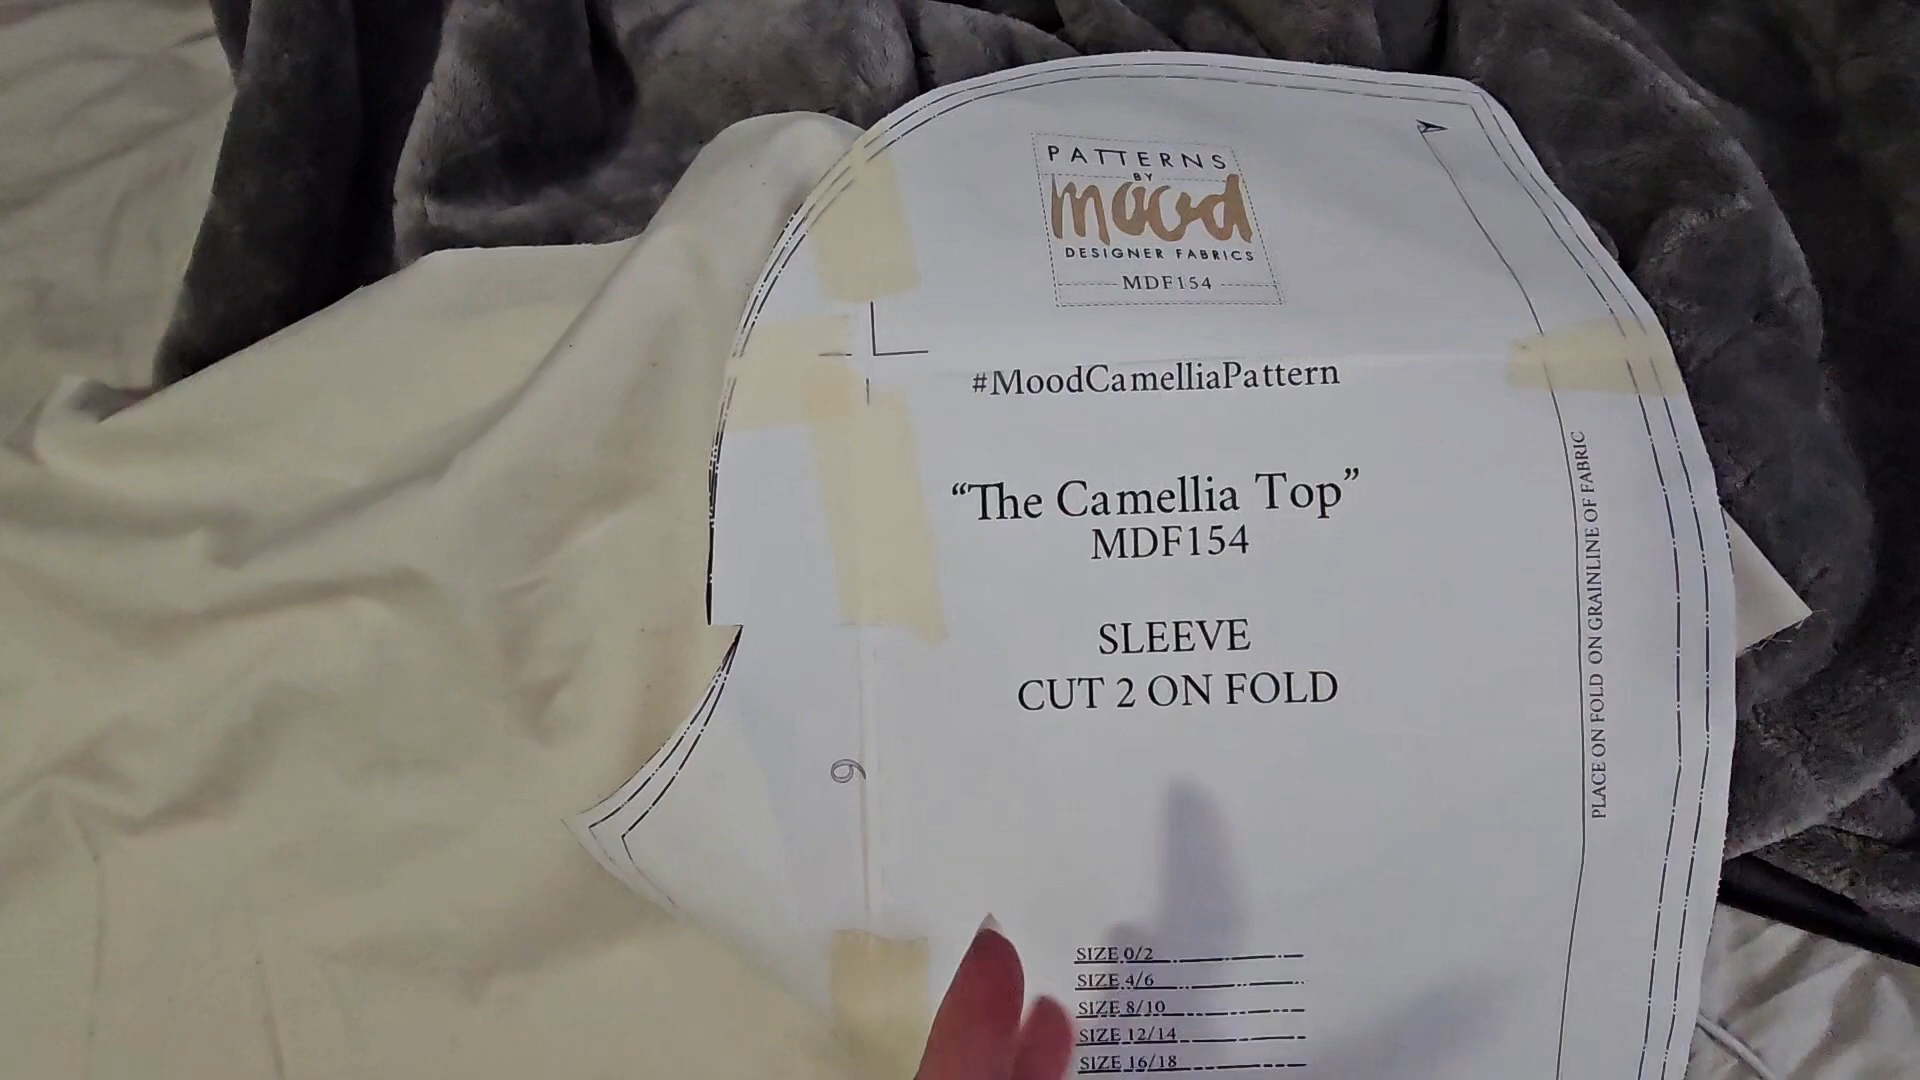 PATTERNS
BY
mood
DESIGNER FABRICS
MDF154
#MoodCamelliaPattern
“The Camellia Top”
MDF154
SLEEVE
CUT 2 ON FOLD
PLACE ON FOLD ON GRAINLINE OF FABRIC
9
SIZE 0/2
SIZE 4/6
SIZE 8/10
SIZE 12/14
SIZE 16/18